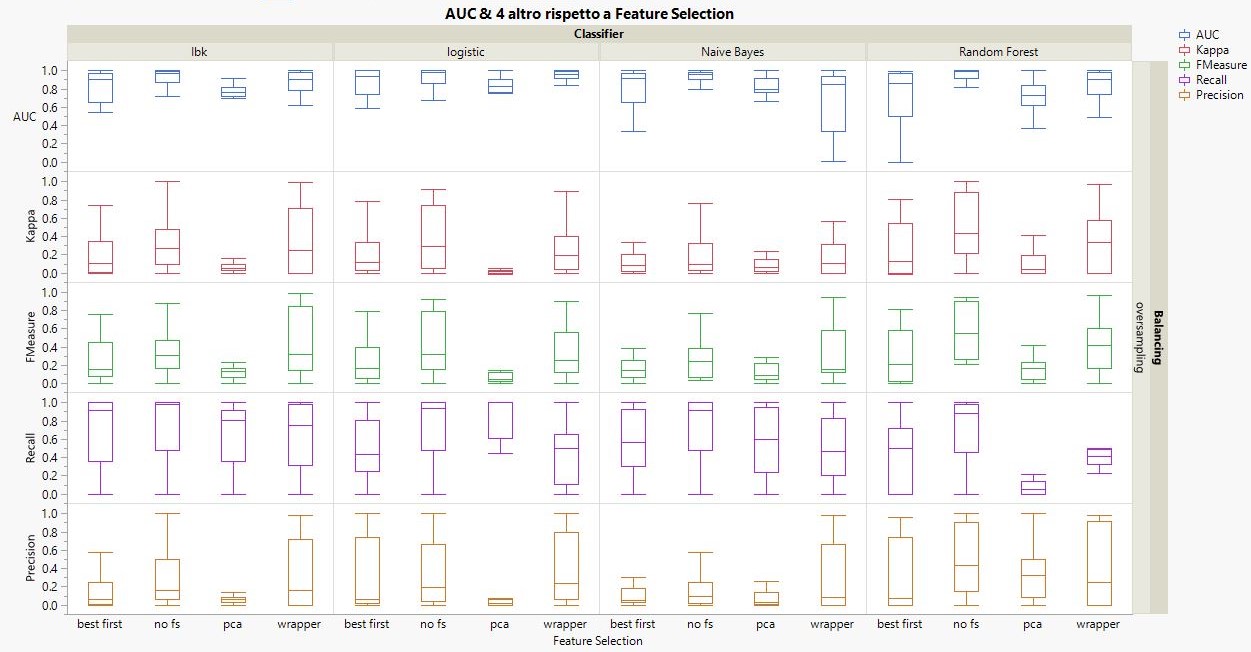 AUC & 4 altro rispetto a Feature Selection
Classifier
Ibk logistic Naive Bayes Random Forest
AUC
Kappa
FMeasure
Recall
Precision
AUC
1.0
0.8
0.6
0.4
0.2
0.0
Kappa
1.0
0.8
0.6
0.4
0.2
0.0
FMeasure
1.0
0.8
0.6
0.4
0.2
0.0
Recall
1.0
0.8
0.6
0.4
0.2
0.0
Precision
1.0
0.8
0.6
0.4
0.2
0.0
oversampling
Balancing
best first no fs pca wrapper best first no fs pca wrapper best first no fs pca wrapper best first no fs pca wrapper
Feature Selection